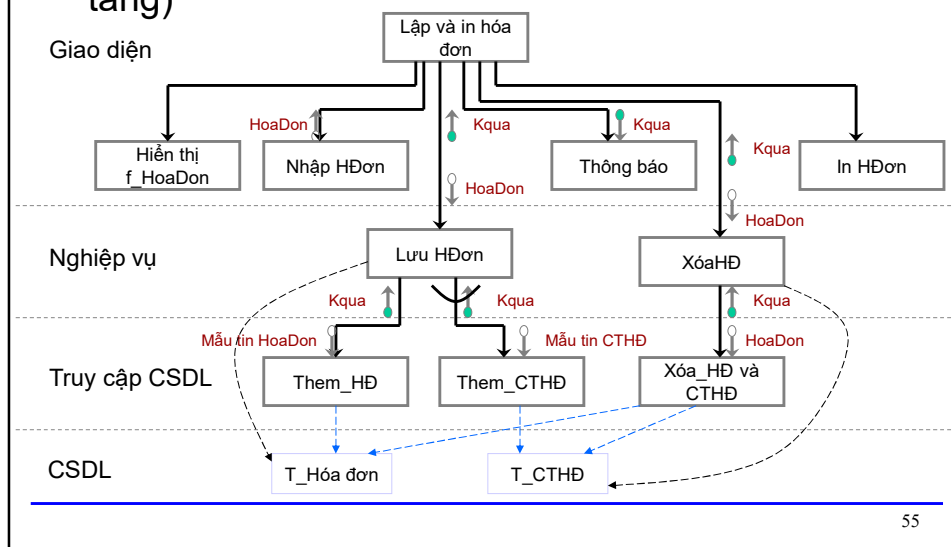 tầng)
Giao diện
Lập và in hóa
đơn
HoaDon
Kqua
Kqua
Kqua
Hiển thị
f_HoaDon
Nhập HĐơn
Thông báo
In HĐơn
HoaDon
HoaDon
Nghiệp vụ
Lưu HĐơn
XóaHĐ
Kqua
Kqua
Kqua
Mẫu tin HoaDon
Mẫu tin CTHĐ
HoaDon
Truy cập CSDL
Them_HĐ
Them_CTHĐ
Xóa_HĐ và
CTHĐ
CSDL
T_Hóa đơn
T_CTHĐ
55